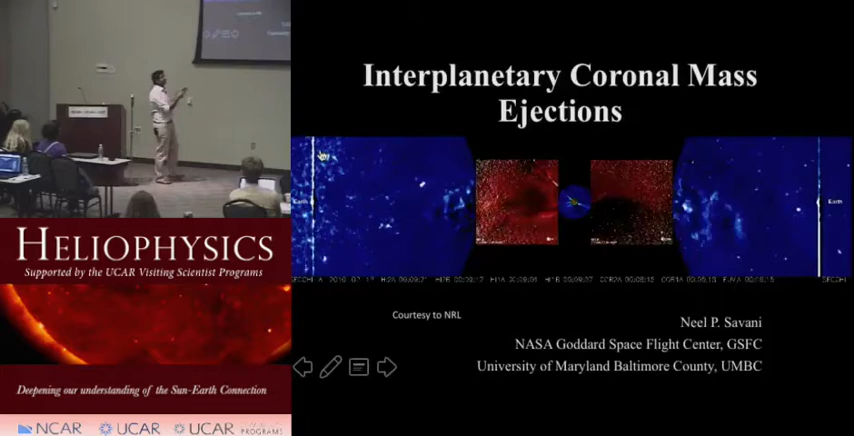 HELIOPHYSICS
Supported by the UCAR Visiting Scientist Programs
Deepening our understanding of the Sun-Earth Connection
NCAR
UCAR
UCAR PROGRAMS
Interplanetary Coronal Mass
Ejections
Earth
Earth
Courtesy to NRL
Neel P. Savani
NASA Goddard Space Flight Center, GSFC
University of Maryland Baltimore County, UMBC